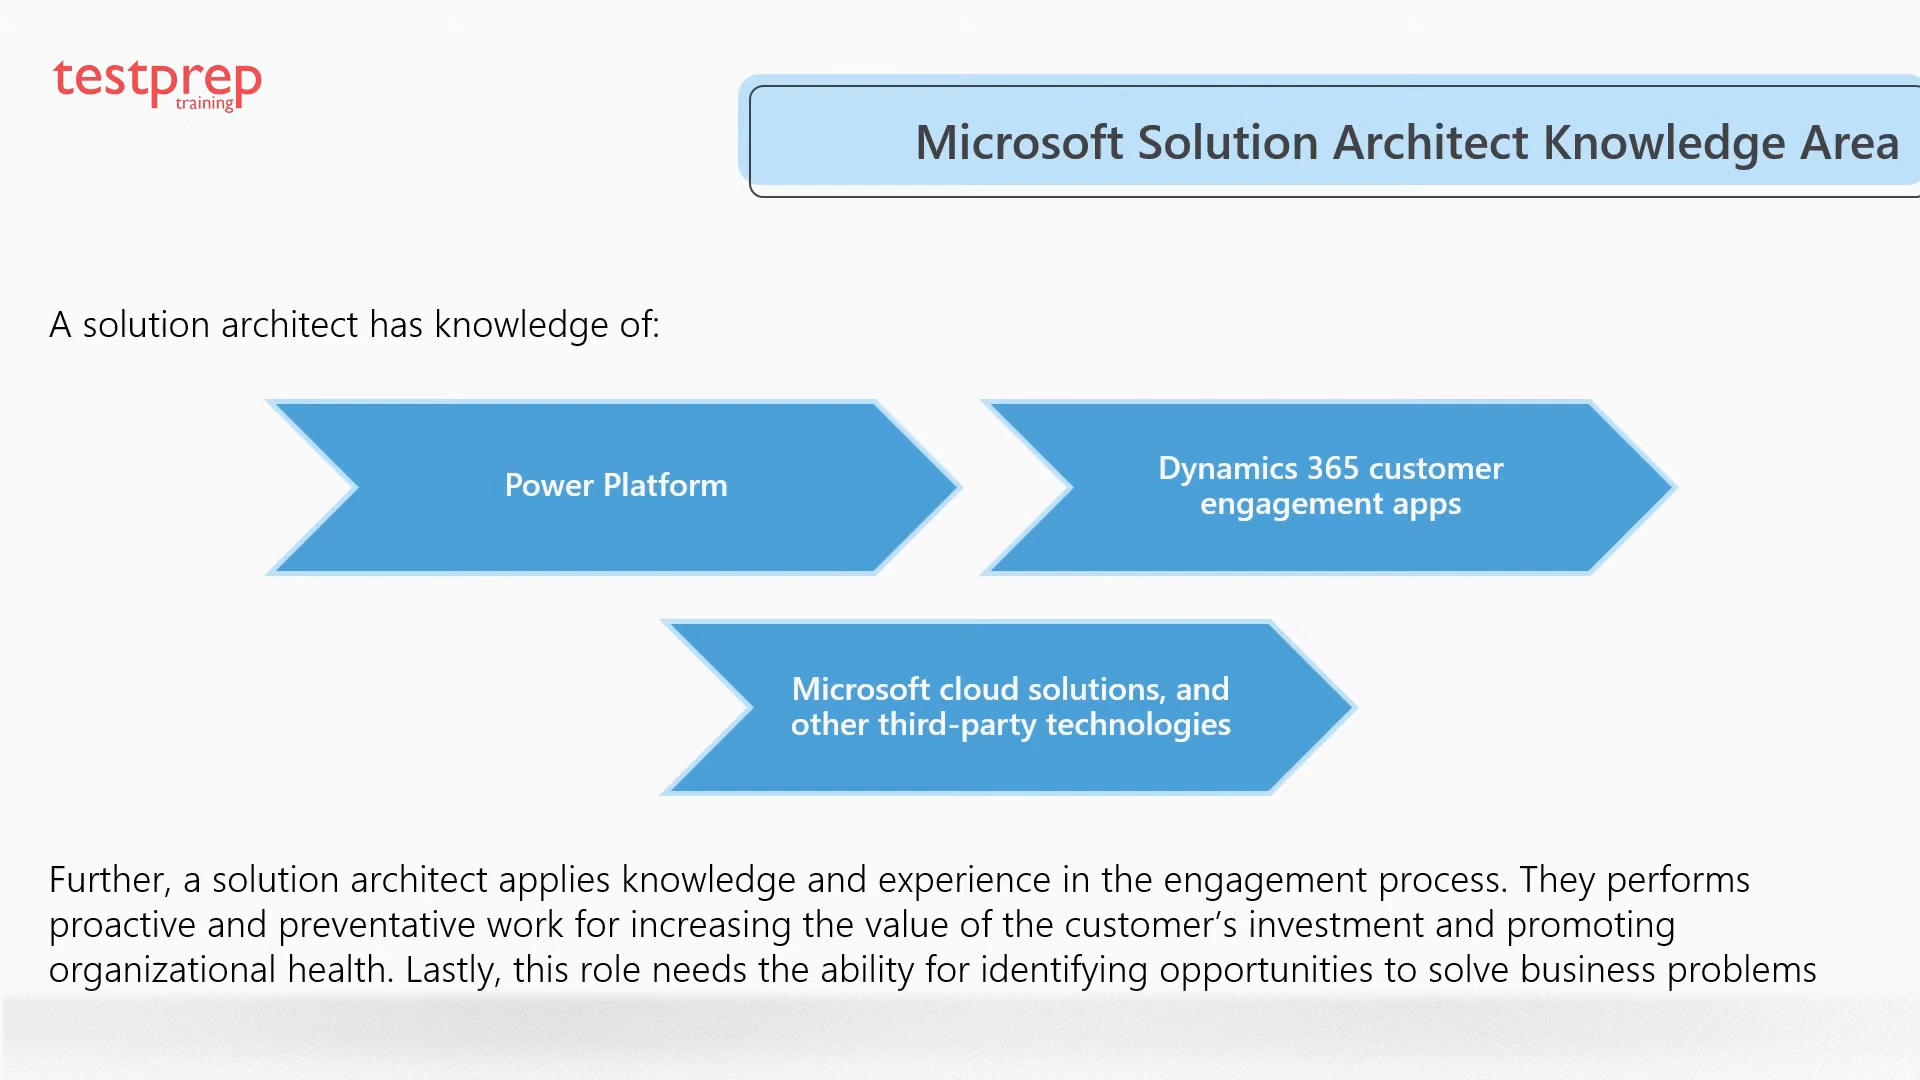 testprep
training
Microsoft Solution Architect Knowledge Area
A solution architect has knowledge of:
Power Platform
Dynamics 365 customer
engagement apps
Microsoft cloud solutions, and
other third-party technologies
Further, a solution architect applies knowledge and experience in the engagement process. They performs
proactive and preventative work for increasing the value of the customer’s investment and promoting
organizational health. Lastly, this role needs the ability for identifying opportunities to solve business problems